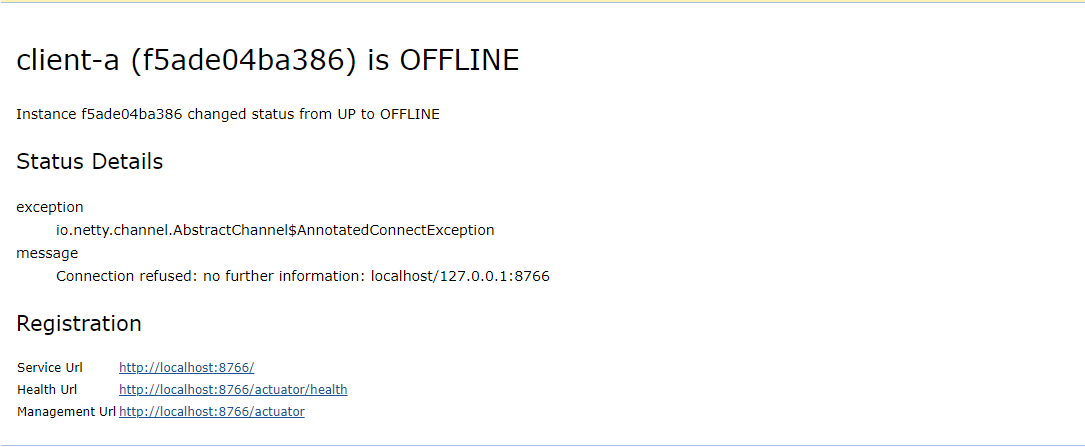 client-a (f5ade04ba386) is OFFLINE
Instance f5ade04ba386 changed status from UP to OFFLINE
Status Details
exception
io.netty.channel.AbstractChannel$AnnotatedConnectException
message
Connection refused: no further information: localhost/127.0.0.1:8766
Registration
Service Url http://localhost:8766/
Health Url http://localhost:8766/actuator/health
Management Url http://localhost:8766/actuator